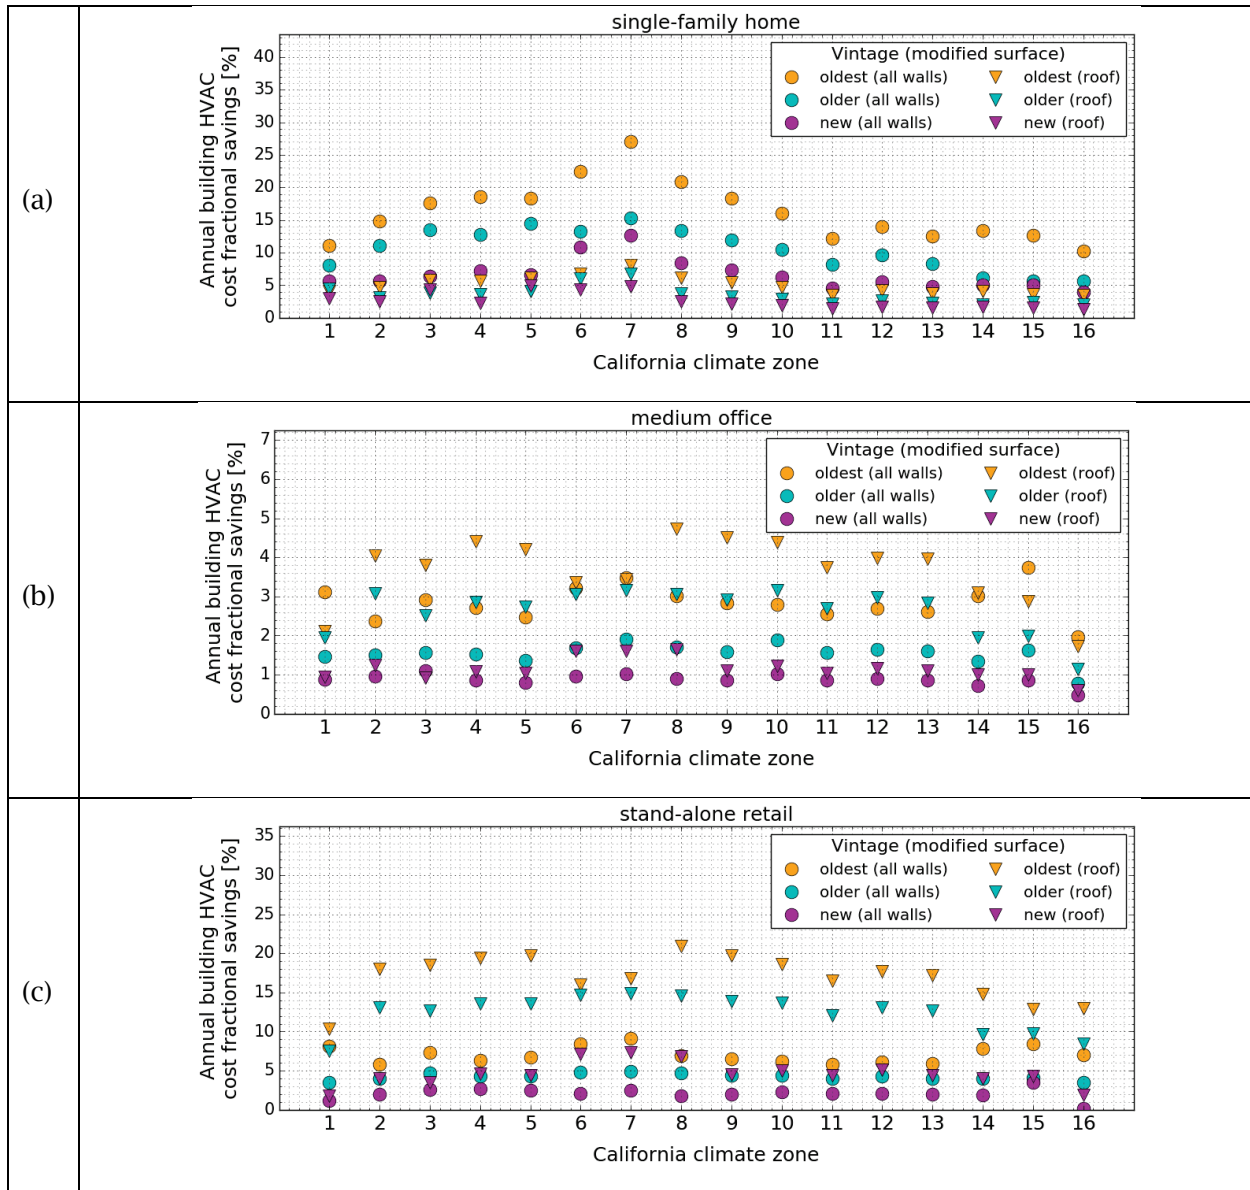 (a)
single-family home
Annual building HVAC
cost fractional savings [%]
40
35
30
25
20
15
10
5
0
Vintage (modified surface)
oldest (all walls) oldest (roof)
older (all walls) older (roof)
new (all walls) new (roof)
1 2 3 4 5 6 7 8 9 10 11 12 13 14 15 16
California climate zone
(b)
medium office
Annual building HVAC
cost fractional savings [%]
7
6
5
4
3
2
1
0
Vintage (modified surface)
oldest (all walls) oldest (roof)
older (all walls) older (roof)
new (all walls) new (roof)
1 2 3 4 5 6 7 8 9 10 11 12 13 14 15 16
California climate zone
(c)
stand-alone retail
Annual building HVAC
cost fractional savings [%]
35
30
25
20
15
10
5
0
Vintage (modified surface)
oldest (all walls) oldest (roof)
older (all walls) older (roof)
new (all walls) new (roof)
1 2 3 4 5 6 7 8 9 10 11 12 13 14 15 16
California climate zone